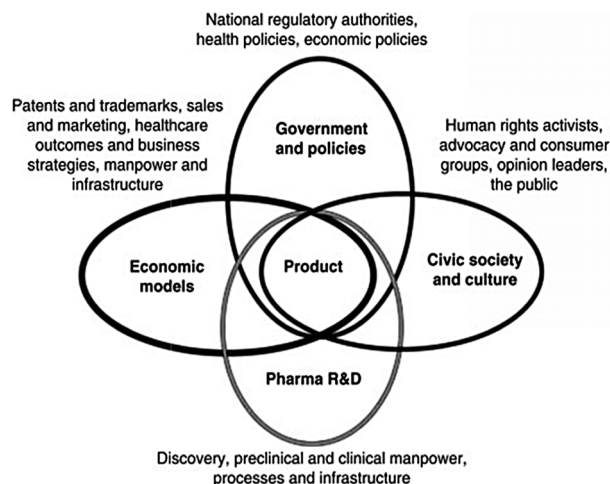 National regulatory authorities,
health policies, economic policies
Patents and trademarks, sales
and marketing, healthcare
outcomes and business
strategies, manpower and
infrastructure
Government
and policies
Human rights activists,
advocacy and consumer
groups, opinion leaders,
the public
Economic
models
Product
Civic society
and culture
Pharma R&D
Discovery, preclinical and clinical manpower,
processes and infrastructure